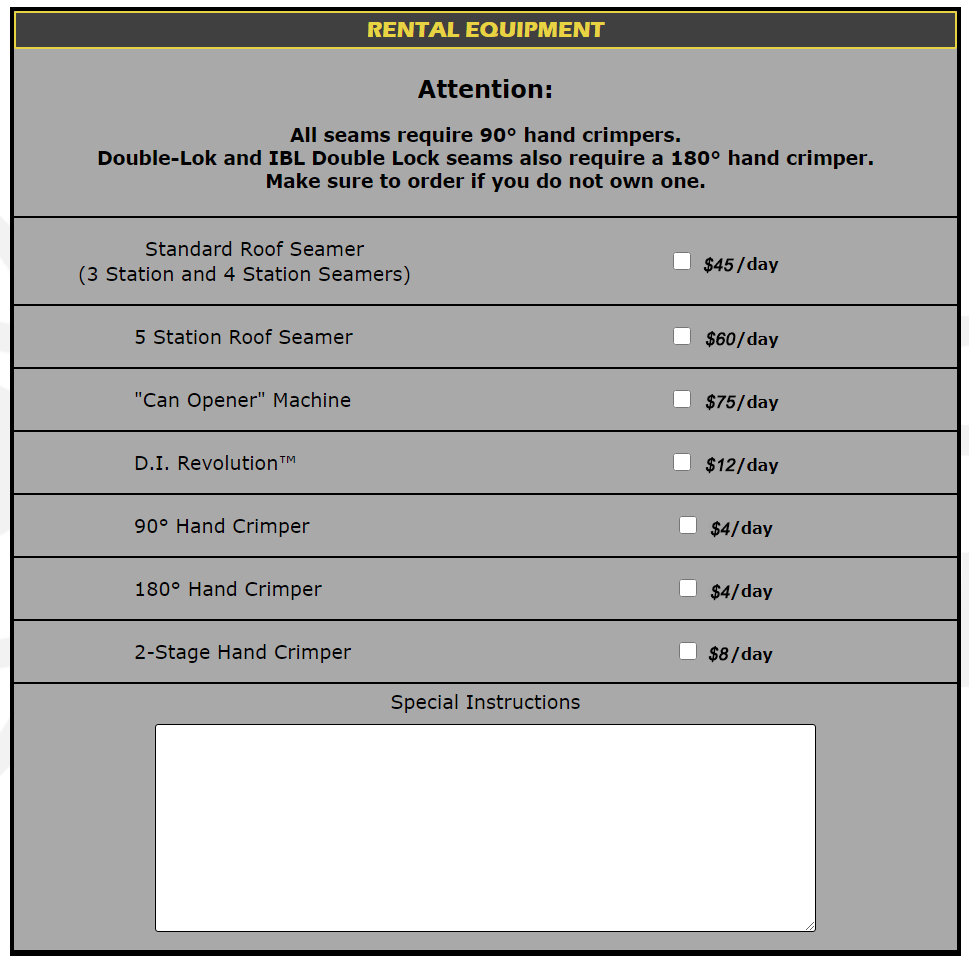 RENTAL EQUIPMENT
Attention:
All seams require 90° hand crimpers.
Double-Lok and IBL Double Lock seams also require a 180° hand crimper.
Make sure to order if you do not own one.
Standard Roof Seamer
(3 Station and 4 Station Seamers)
$45/day
5 Station Roof Seamer
$60/day
"Can Opener" Machine
$75/day
D.I. Revolution™
$12/day
90° Hand Crimper
$4/day
180° Hand Crimper
$4/day
2-Stage Hand Crimper
$8/day
Special Instructions